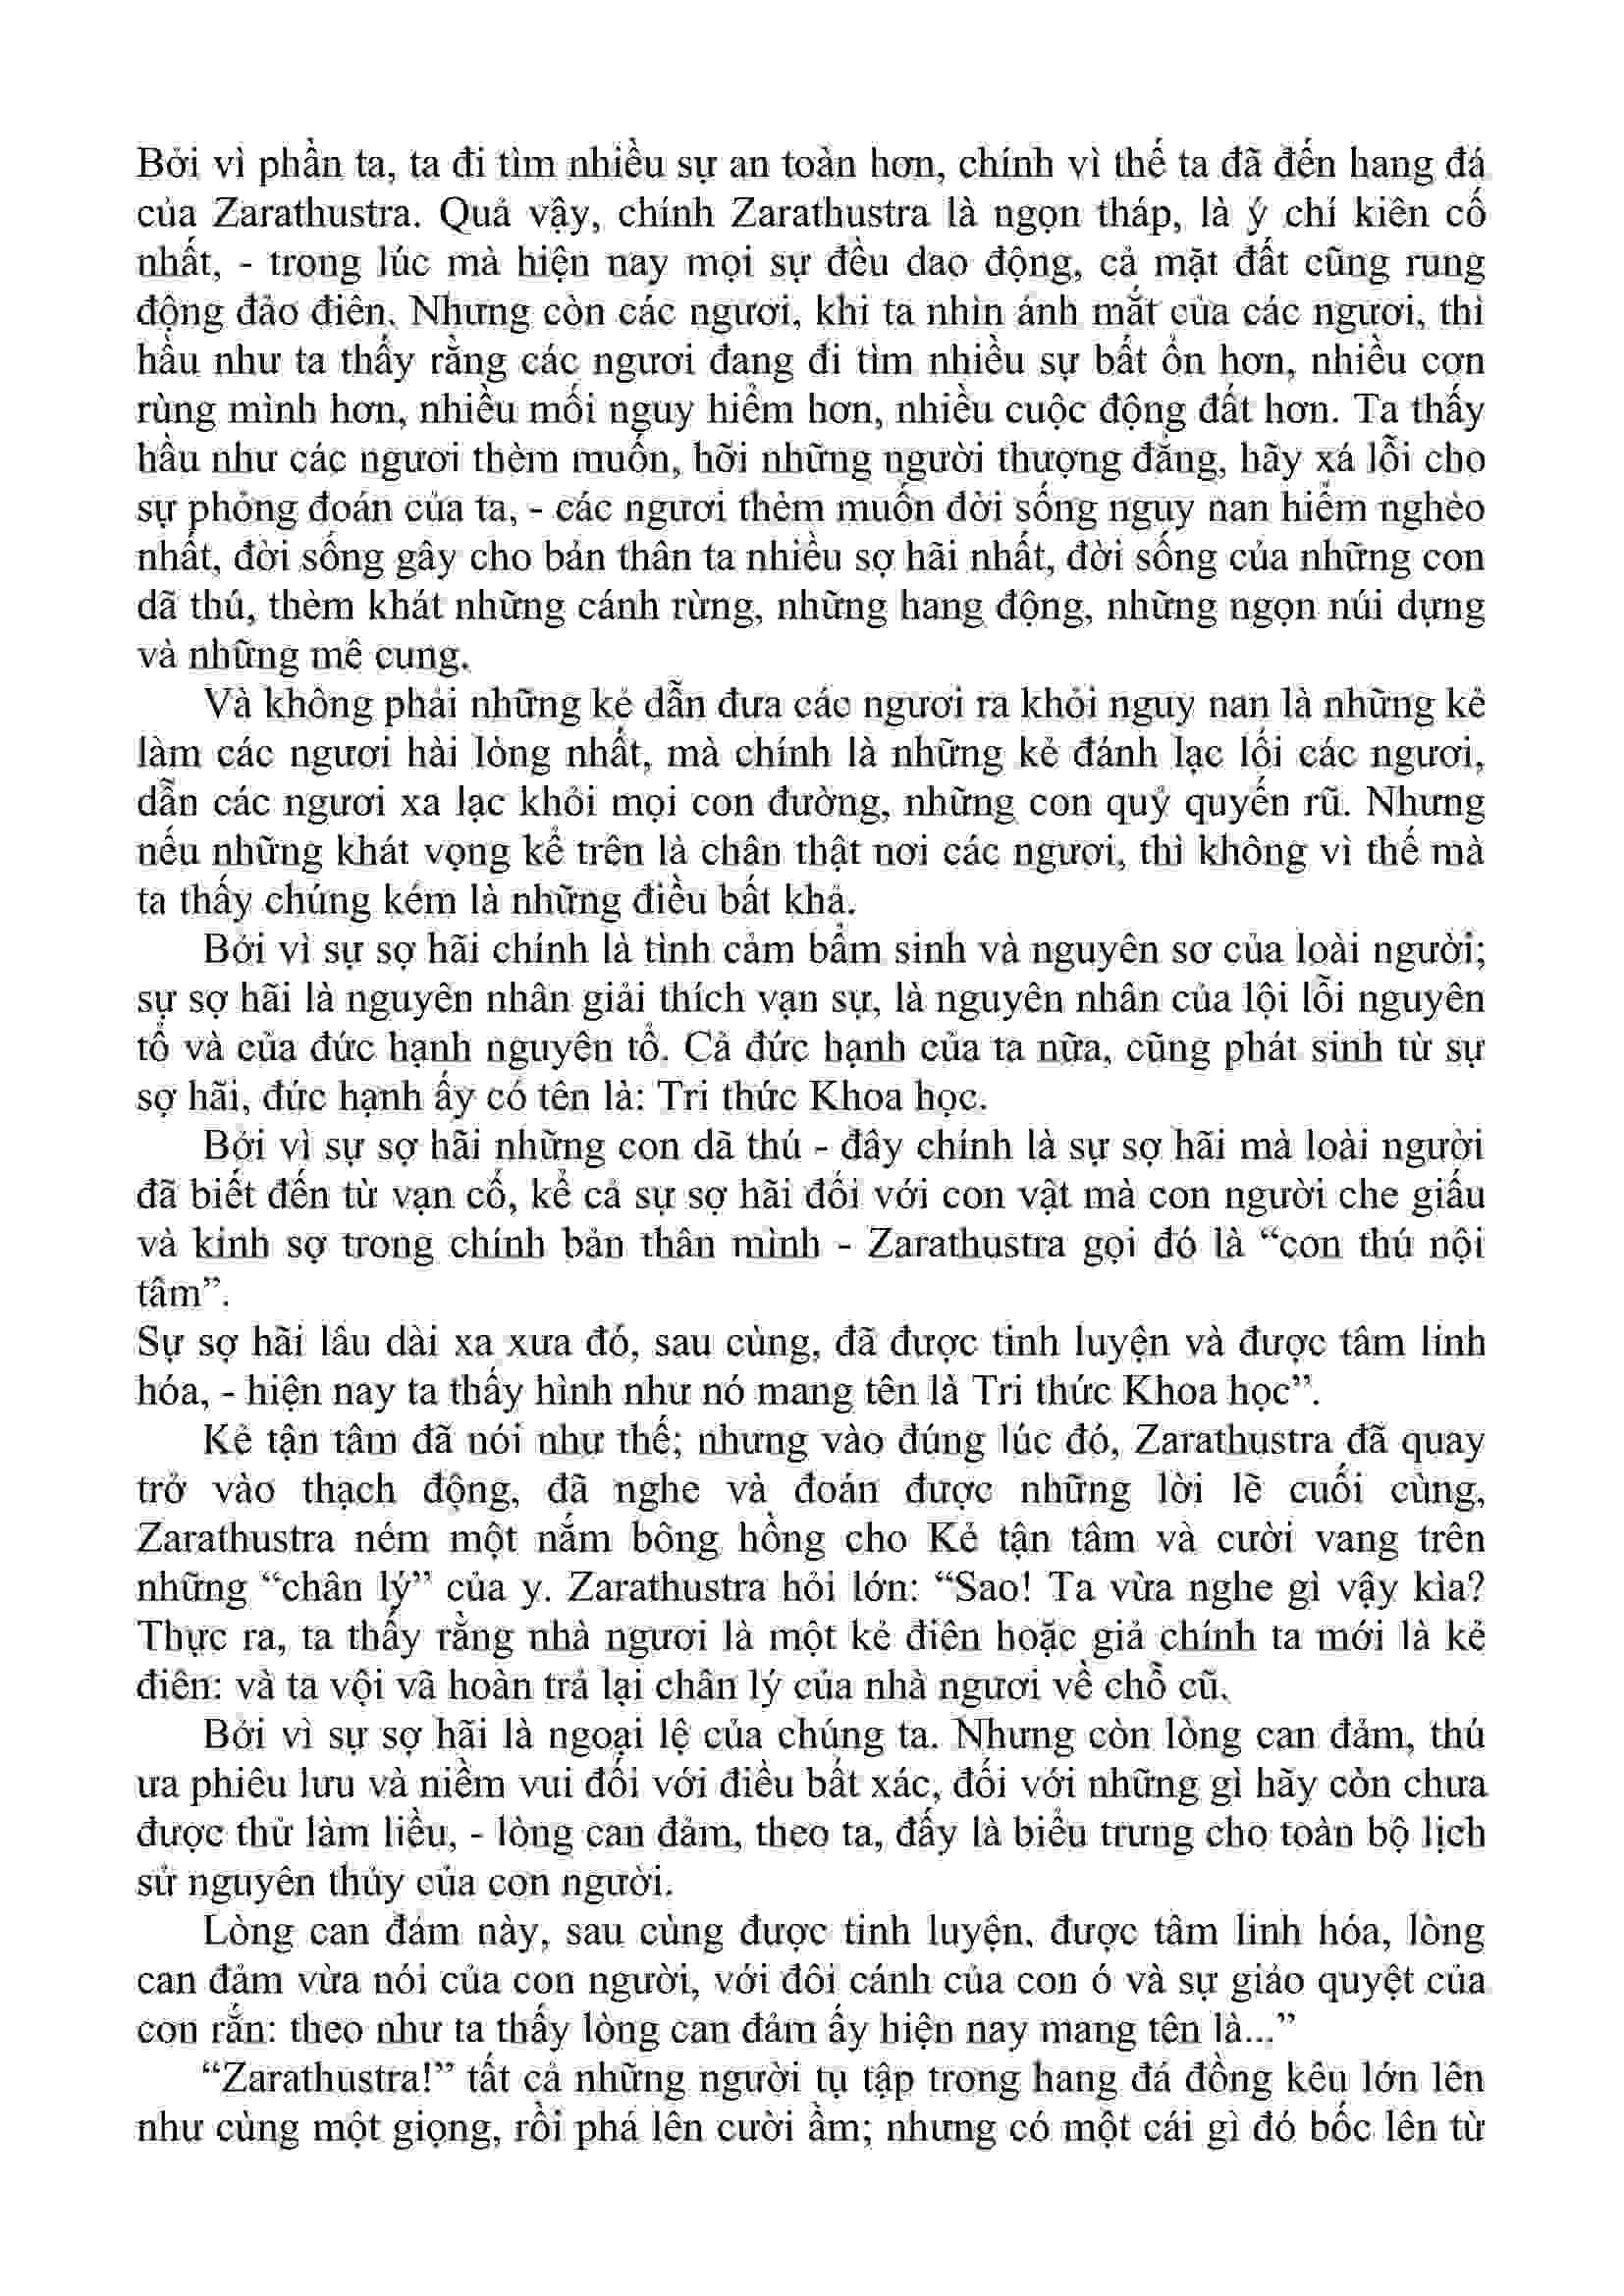 Bởi vì phần ta, ta đi tìm nhiều sự an toàn hơn, chính vì thế ta đã đến hang đá
của Zarathustra. Quả vậy, chính Zarathustra là ngọn tháp, là ý chí kiên cố
nhất, - trong lúc mà hiện nay mọi sự đều dao động, cả mặt đất cũng rung
động đảo điên. Nhưng còn các ngươi, khi ta nhìn ánh mắt của các ngươi, thì
hầu như ta thấy rằng các ngươi đang đi tìm nhiều sự bất ổn hơn, nhiều cơn
rùng mình hơn, nhiều mối nguy hiểm hơn, nhiều cuộc động đất hơn. Ta thấy
hầu như các ngươi thèm muốn, hỡi những người thượng đẳng, hãy xá lỗi cho
sự phỏng đoán của ta, - các ngươi thèm muốn đời sống nguy nan hiểm nghèo
nhất, đời sống gây cho bản thân ta nhiều sợ hãi nhất, đời sống của những con
dã thú, thèm khát những cánh rừng, những hang động, những ngọn núi dựng
và những mê cung.
Và không phải những kẻ dẫn đưa các ngươi ra khỏi nguy nan là những kẻ
làm các ngươi hài lòng nhất, mà chính là những kẻ đánh lạc lối các ngươi,
dẫn các ngươi xa lạc khỏi mọi con đường, những con quỷ quyến rũ. Nhưng
nếu những khát vọng kể trên là chân thật nơi các ngươi, thì không vì thế mà
ta thấy chúng kém là những điều bất khả.
Bởi vì sự sợ hãi chính là tình cảm bẩm sinh và nguyên sơ của loài người;
sự sợ hãi là nguyên nhân giải thích vạn sự, là nguyên nhân của lội lỗi nguyên
tổ và của đức hạnh nguyên tổ. Cả đức hạnh của ta nữa, cũng phát sinh từ sự
sợ hãi, đức hạnh ấy có tên là: Tri thức Khoa học.
Bởi vì sự sợ hãi những con dã thú - đây chính là sự sợ hãi mà loài người
đã biết đến từ vạn cổ, kể cả sự sợ hãi đối với con vật mà con người che giấu
và kinh sợ trong chính bản thân mình - Zarathustra gọi đó là “con thú nội
tâm”.
Sự sợ hãi lâu dài xa xưa đó, sau cùng, đã được tinh luyện và được tâm linh
hóa, - hiện nay ta thấy hình như nó mang tên là Tri thức Khoa học”.
Kẻ tận tâm đã nói như thế; nhưng vào đúng lúc đó, Zarathustra đã quay
trở vào thạch động, đã nghe và đoán được những lời lẽ cuối cùng,
Zarathustra ném một nắm bông hồng cho Kẻ tận tâm và cười vang trên
những “chân lý” của y. Zarathustra hỏi lớn: “Sao! Ta vừa nghe gì vậy kìa?
Thực ra, ta thấy rằng nhà ngươi là một kẻ điên hoặc giả chính ta mới là kẻ
điên: và ta vội vã hoàn trả lại chân lý của nhà ngươi về chỗ cũ.
Bởi vì sự sợ hãi là ngoại lệ của chúng ta. Nhưng còn lòng can đảm, thú
ưa phiêu lưu và niềm vui đối với điều bất xác, đối với những gì hãy còn chưa
được thử làm liều, - lòng can đảm, theo ta, đấy là biểu trưng cho toàn bộ lịch
sử nguyên thủy của con người.
Lòng can đảm này, sau cùng được tinh luyện, được tâm linh hóa, lòng
can đảm vừa nói của con người, với đôi cánh của con ó và sự giảo quyệt của
con rắn: theo như ta thấy lòng can đảm ấy hiện nay mang tên là...”
“Zarathustra!” tất cả những người tụ tập trong hang đá đồng kêu lớn lên
như cùng một giọng, rồi phá lên cười ầm; nhưng có một cái gì đó bốc lên từ